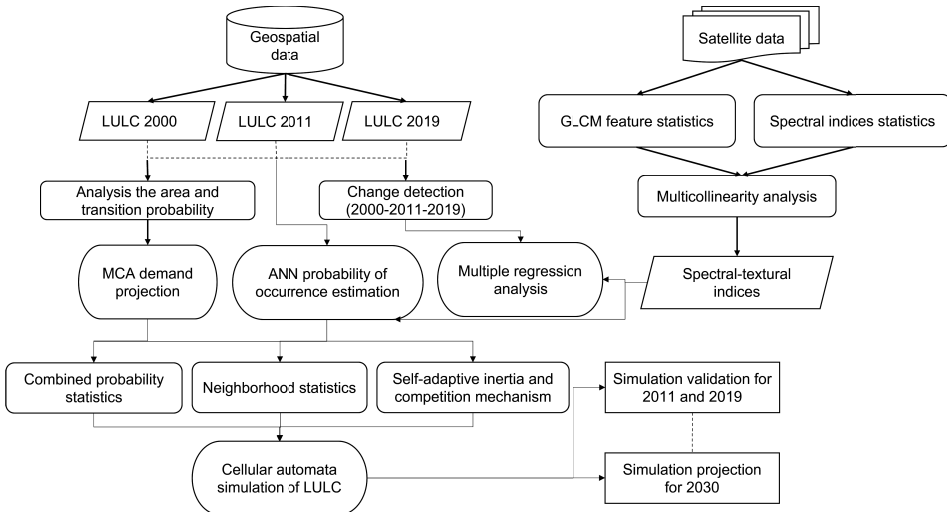 Geospatial
data
Satellite data
LULC 2000
LULC 2011
LULC 2019
GLCM feature statistics
Spectral indices statistics
Analysis the area and
transition probability
Change detection
(2000-2011-2019)
Multicollinearity analysis
MCA demand
projection
ANN probability of
occurrence estimation
Multiple regression
analysis
Spectral-textural
indices
Combined probability
statistics
Neighborhood statistics
Self-adaptive inertia and
competition mechanism
Simulation validation for
2011 and 2019
Cellular automata
simulation of LULC
Simulation projection
for 2030